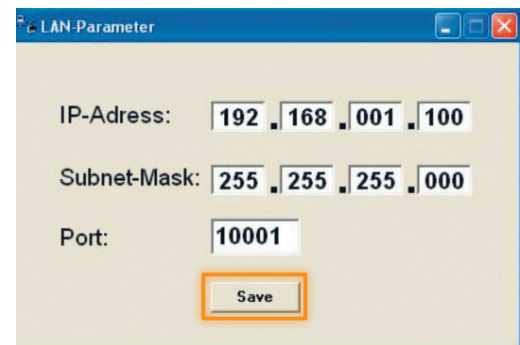 LAN-Parameter
IP-Adress: 192 . 168 . 001 . 100
Subnet-Mask: 255 . 255 . 255 . 000
Port: 10001
Save